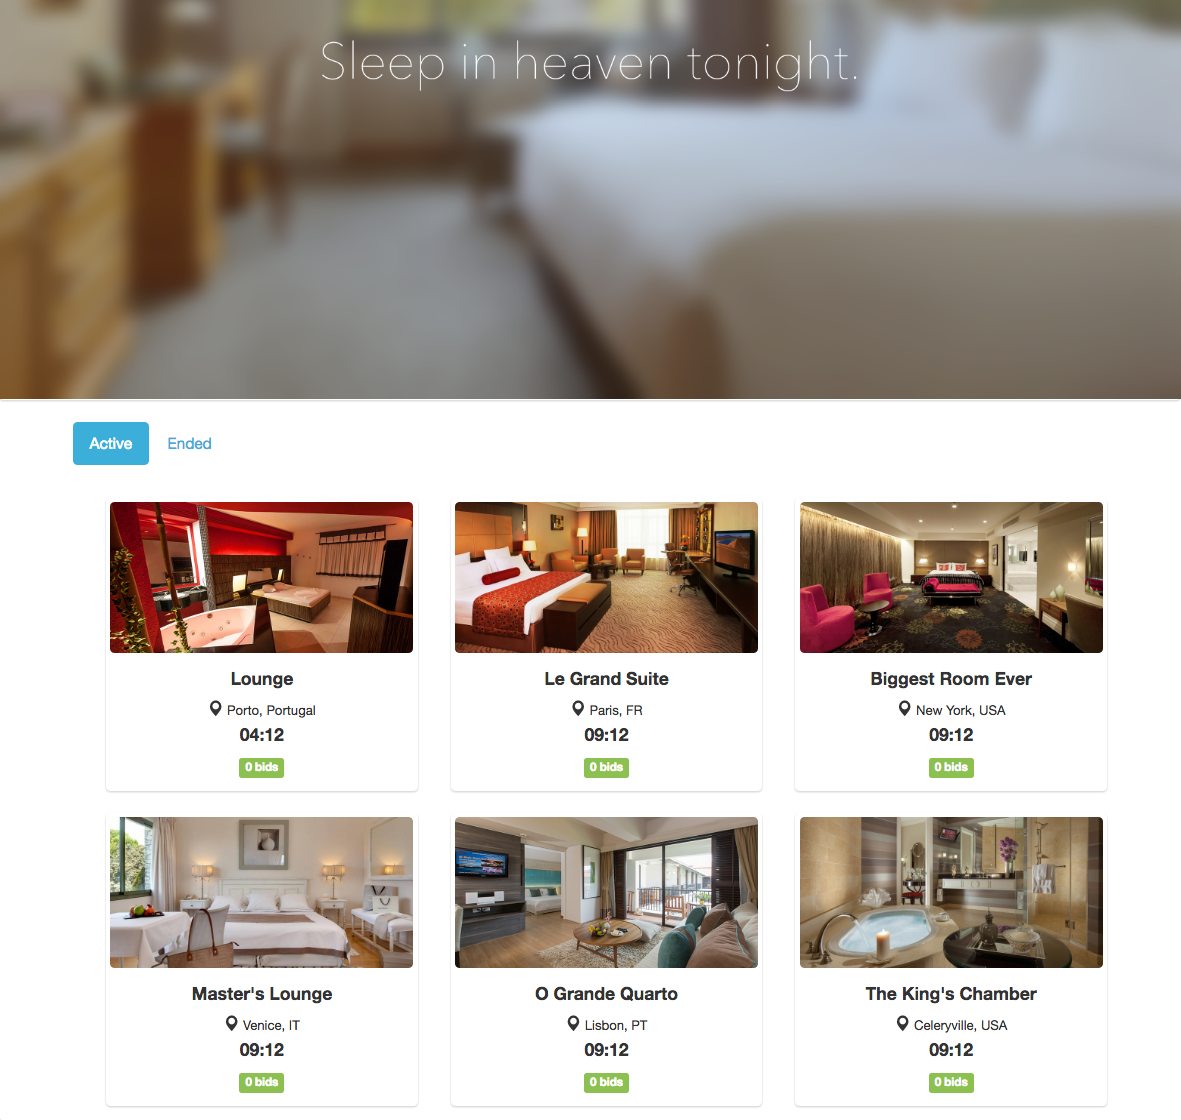 Sleep in heaven tonight.
Active
Ended
Lounge
Porto, Portugal
04:12
0 bids
Le Grand Suite
Paris, FR
09:12
0 bids
Biggest Room Ever
New York, USA
09:12
0 bids
Master's Lounge
Venice, IT
09:12
0 bids
O Grande Quarto
Lisbon, PT
09:12
0 bids
The King's Chamber
Celeryville, USA
09:12
0 bids